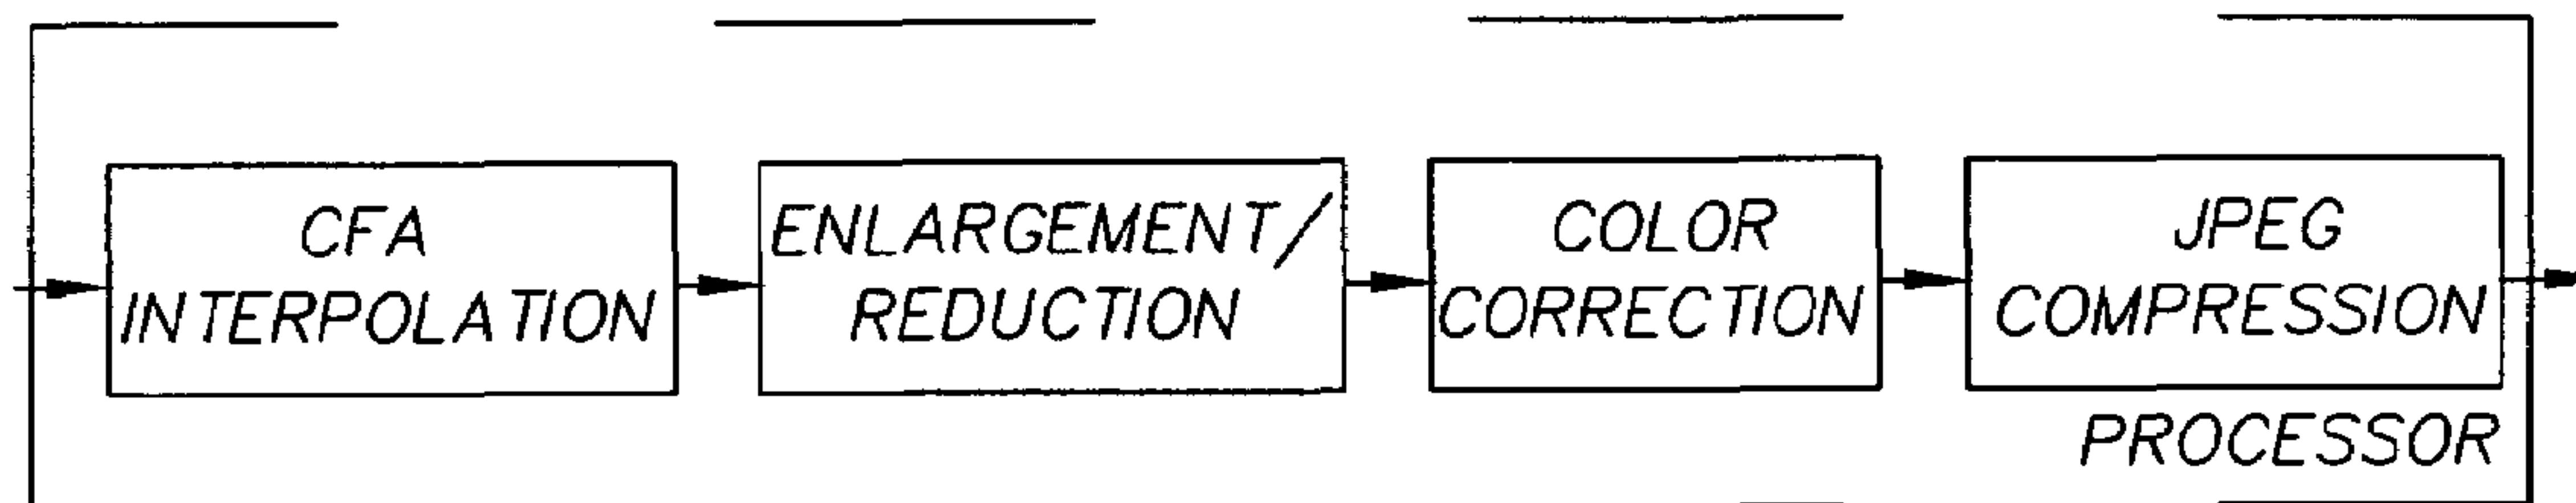 CFA
INTERPOLATION
ENLARGEMENT/
REDUCTION
COLOR
CORRECTION
JPEG
COMPRESSION
PROCESSOR